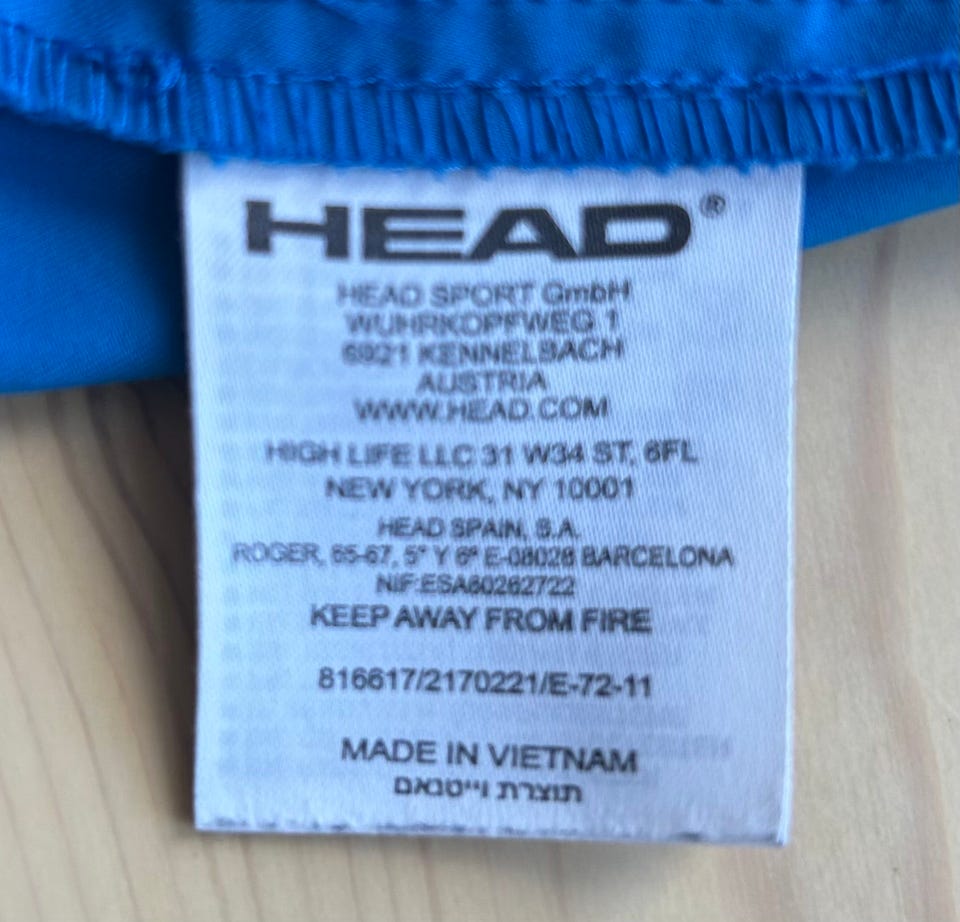 HEAD®
HEAD SPORT GmbH
WUHRKOPFWEG 1
6921 KENNELBACH
AUSTRIA
WWW.HEAD.COM
HIGH LIFE LLC 31 W34 ST, 6FL
NEW YORK, NY 10001
HEAD SPAIN, S.A.
ROGER, 65-67, 5º Y 6º E-08028 BARCELONA
NIF:ESA60262722
KEEP AWAY FROM FIRE
816617/2170221/E-72-11
MADE IN VIETNAM
תוצרת וייטנאם